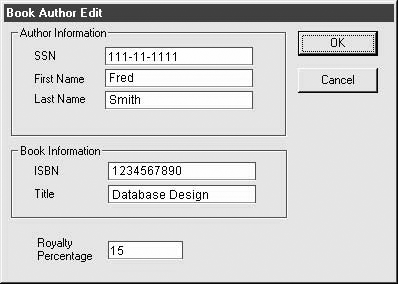 Book Author Edit
Author Information
SSN 111-11-1111
First Name Fred
Last Name Smith
OK
Cancel
Book Information
ISBN 1234567890
Title Database Design
Royalty
Percentage 15